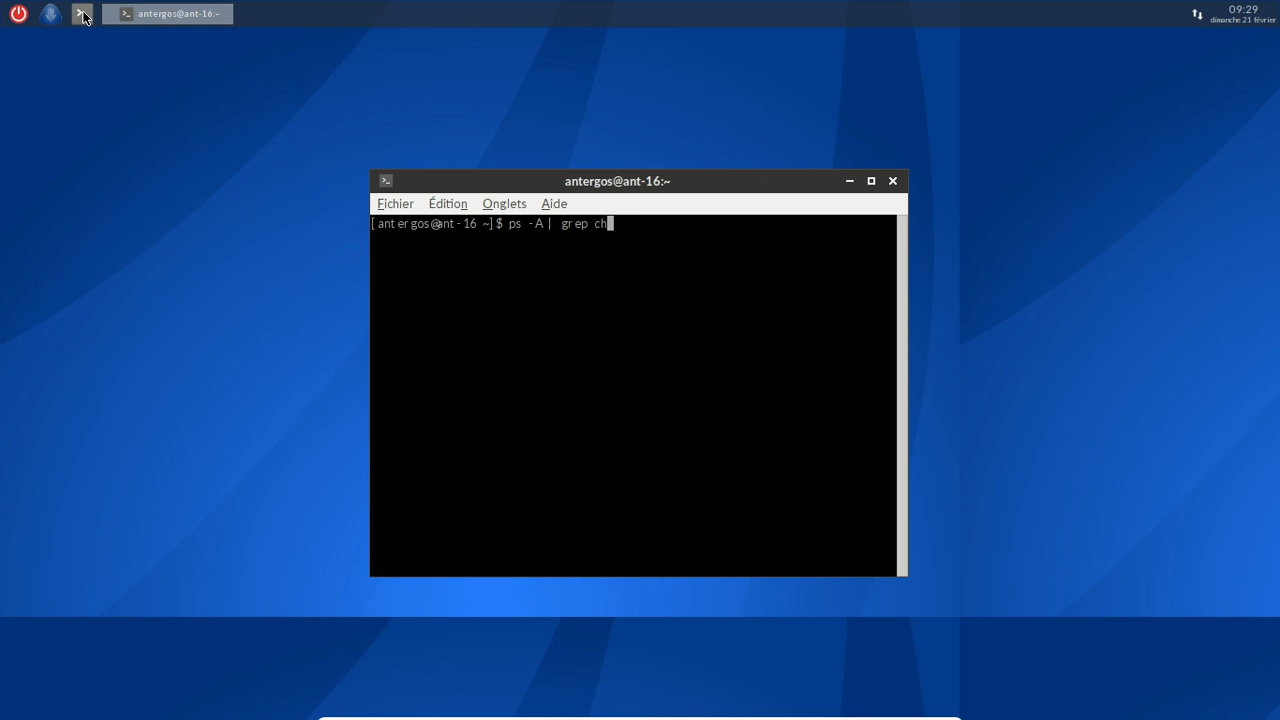 antergos@ant-16:~
09:29
dimanche 21 février
antergos@ant-16:~
Fichier Édition Onglets Aide
[antergos@ant-16 ~]$ ps -A | grep ch